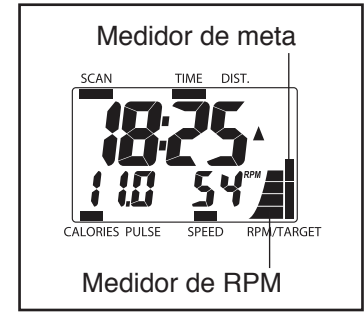 Medidor de meta
SCAN TIME DIST.
18:25
11.0 54 RPM
CALORIES PULSE SPEED RPM/TARGET
Medidor de RPM